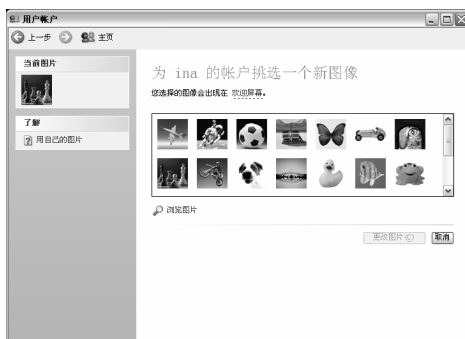 用户帐户
上一步 主页
当前图片
了解
用自己的图片
为 ina 的帐户挑选一个新图像
您选择的图像会出现在 欢迎屏幕。
浏览图片
更改图片(C) 取消